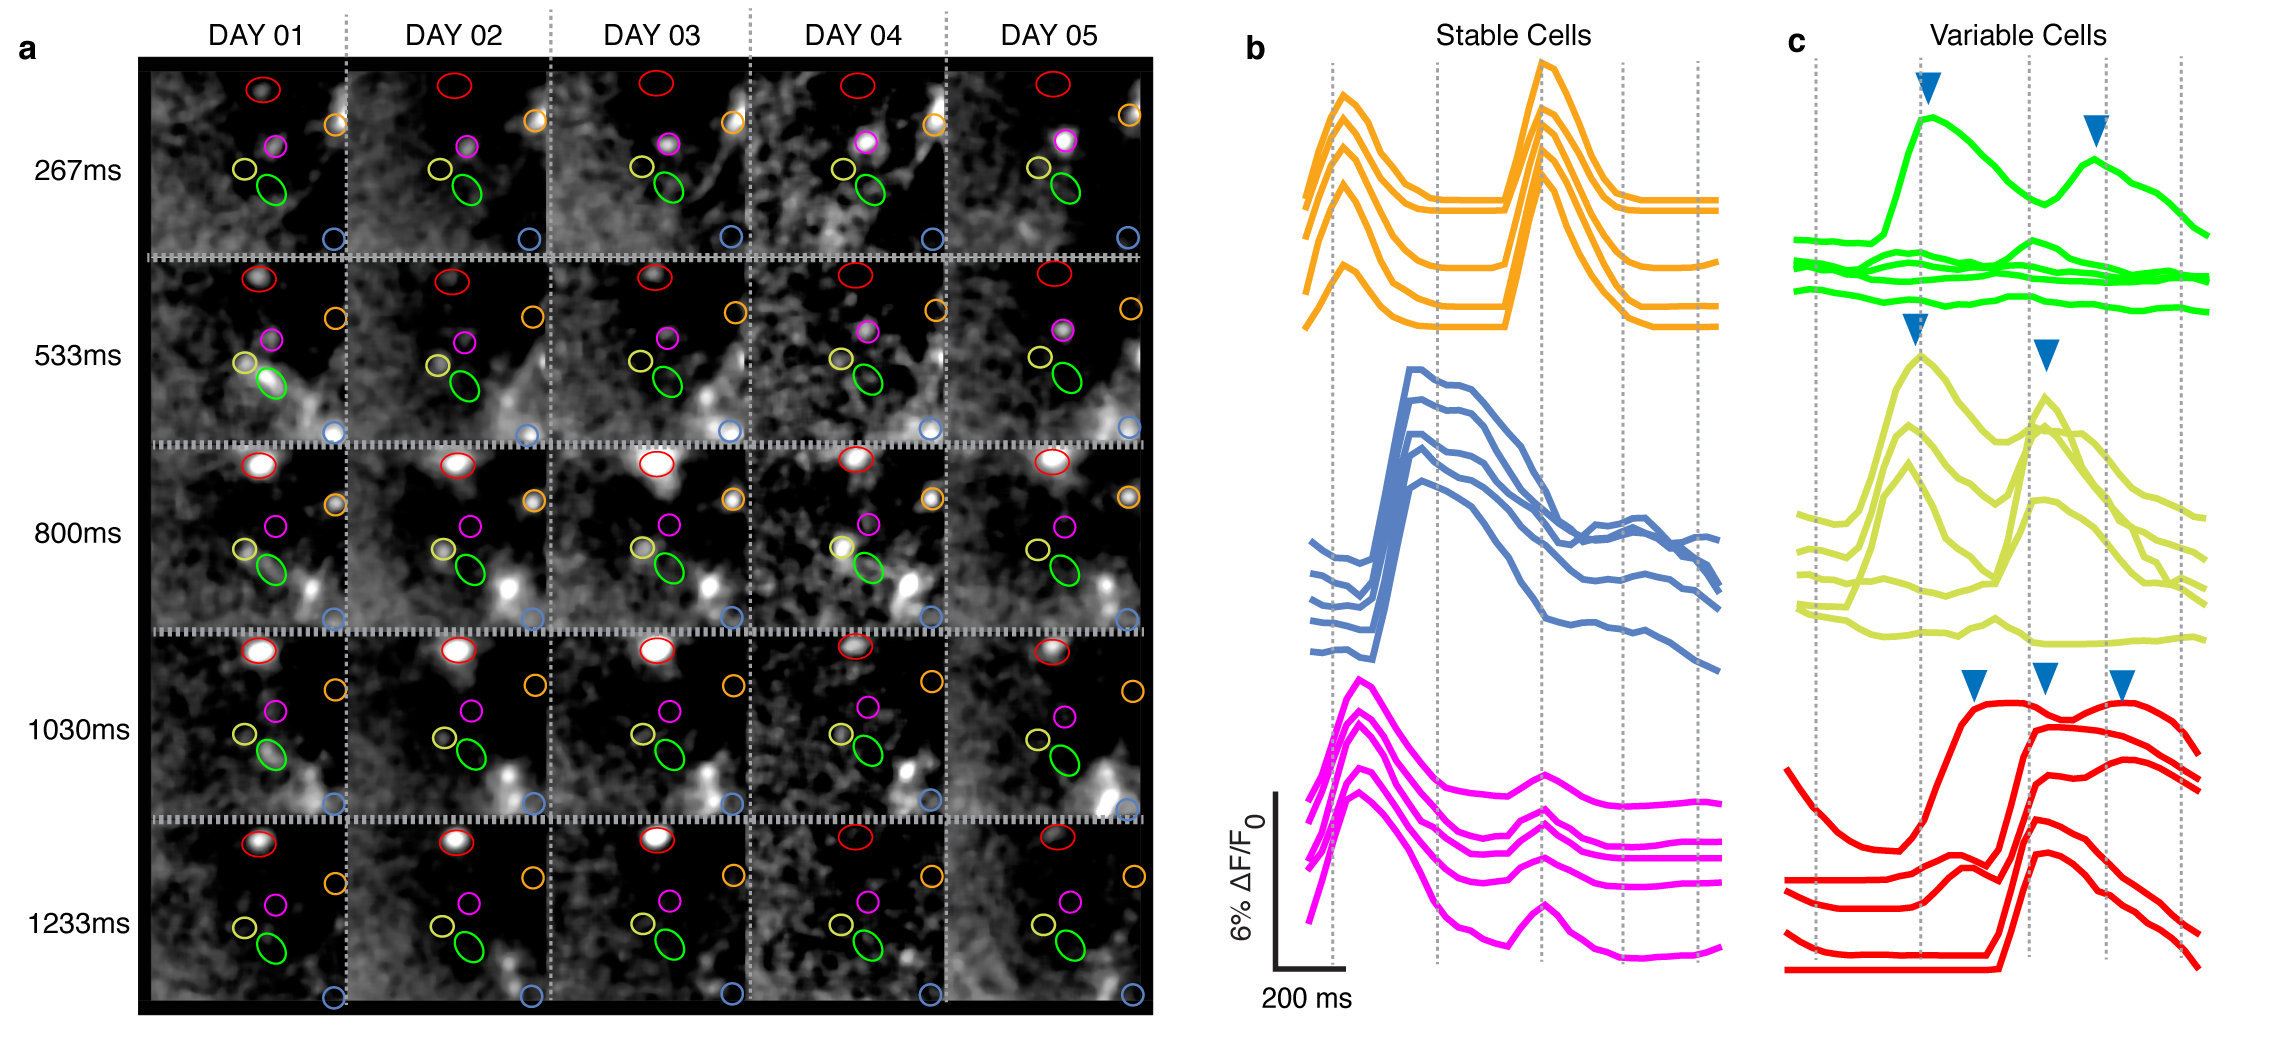 a
DAY 01
DAY 02
DAY 03
DAY 04
DAY 05
267ms
533ms
800ms
1030ms
1233ms
b
Stable Cells
6% ΔF/F0
200 ms
c
Variable Cells